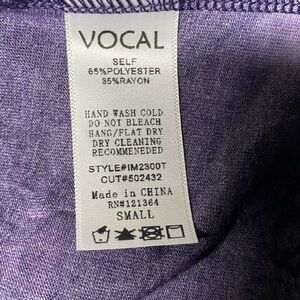 VOCAL
SELF
65%POLYESTER
35%RAYON
HAND WASH COLD
DO NOT BLEACH
HANG/FLAT DRY
DRY CLEANING
RECOMMENEDED
STYLE#IM2300T
CUT#502432
Made in CHINA
RN#121364
SMALL